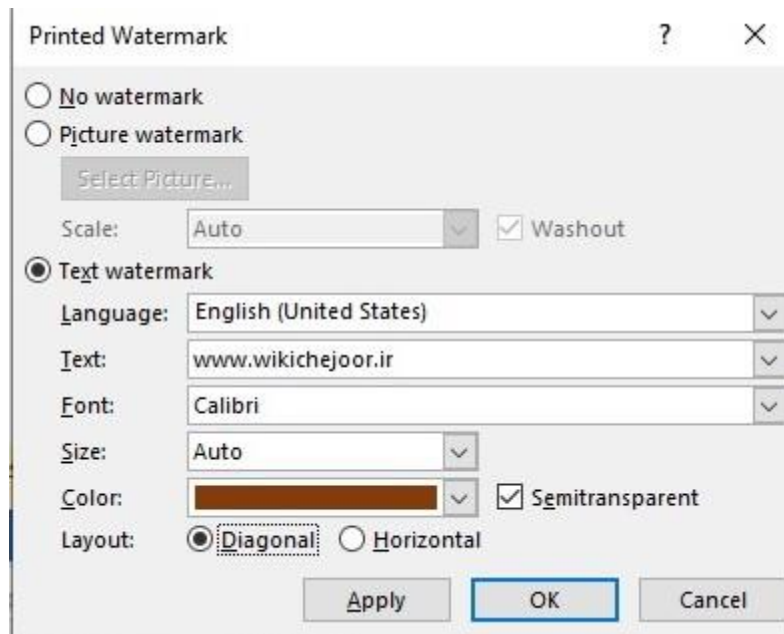 Printed Watermark ?
No watermark
Picture watermark
Select Picture...
Scale: Auto Washout
Text watermark
Language: English (United States)
Text: www.wikichejoor.ir
Font: Calibri
Size: Auto
Color: Semitransparent
Layout: Diagonal Horizontal
Apply OK Cancel